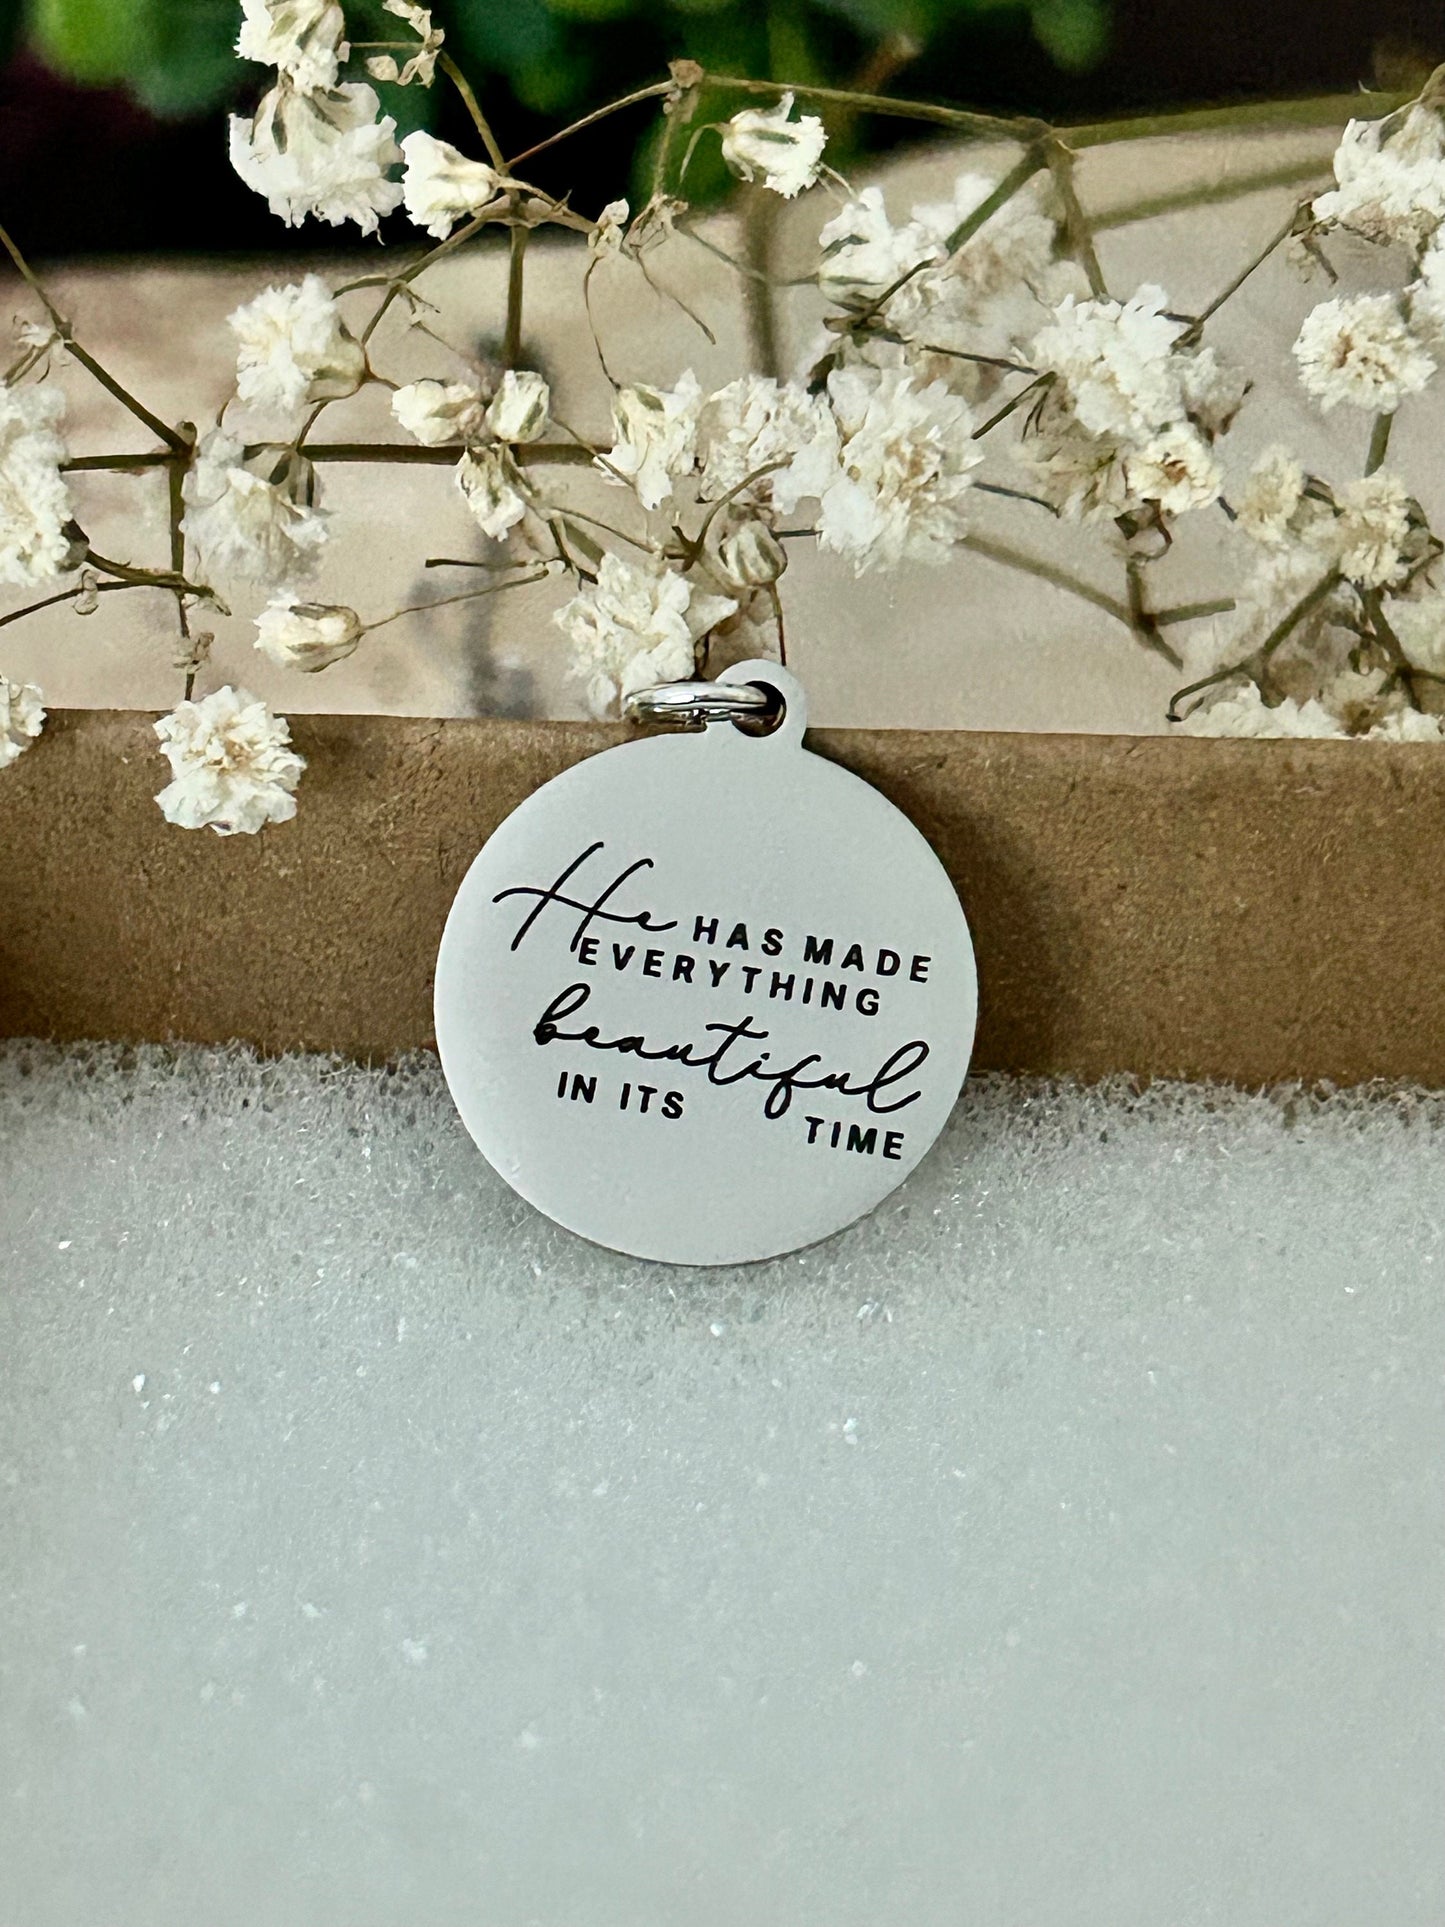 He HAS MADE
EVERYTHING
beautiful
IN ITS TIME